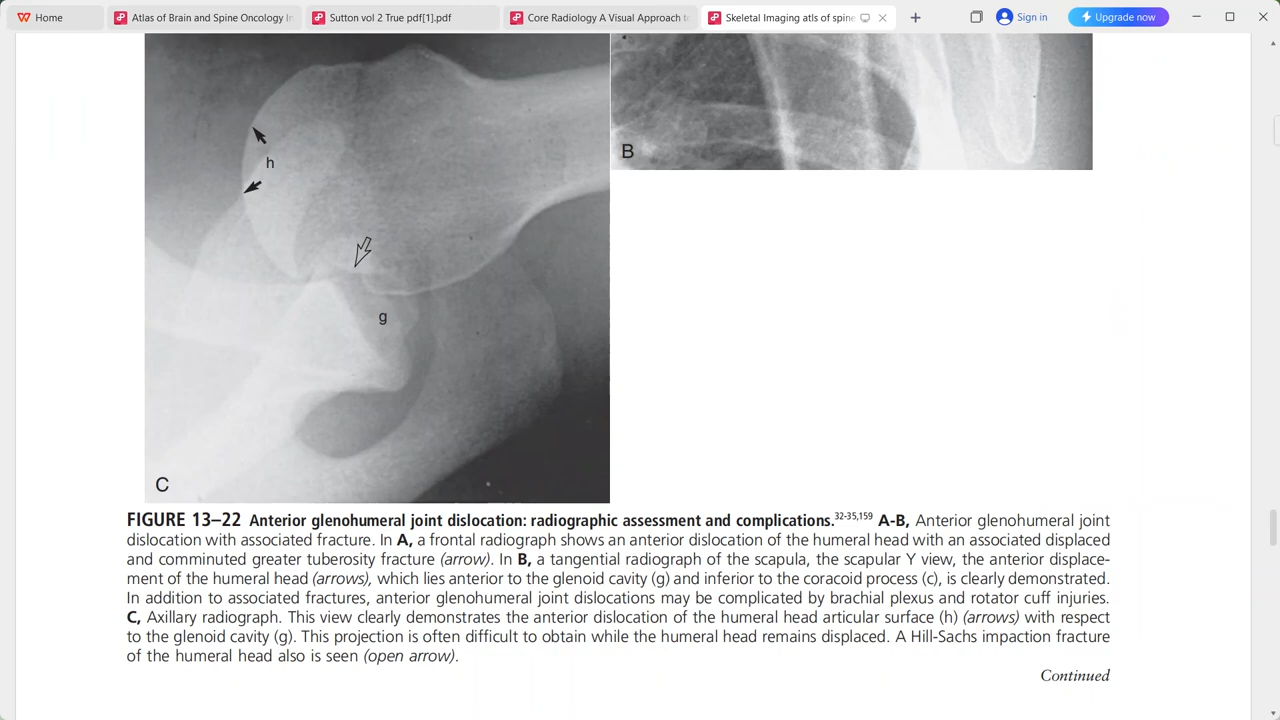 Home
Atlas of Brain and Spine Oncology I
Sutton vol 2 True pdf[1].pdf
Core Radiology A Visual Approach to
Skeletal Imaging atls of spine
Sign in
Upgrade now
h
g
C
B
FIGURE 13–22 Anterior glenohumeral joint dislocation: radiographic assessment and complications.32-35,159 A-B, Anterior glenohumeral joint
dislocation with associated fracture. In A, a frontal radiograph shows an anterior dislocation of the humeral head with an associated displaced
and comminuted greater tuberosity fracture (arrow). In B, a tangential radiograph of the scapula, the scapular Y view, the anterior displace-
ment of the humeral head (arrows), which lies anterior to the glenoid cavity (g) and inferior to the coracoid process (c), is clearly demonstrated.
In addition to associated fractures, anterior glenohumeral joint dislocations may be complicated by brachial plexus and rotator cuff injuries.
C, Axillary radiograph. This view clearly demonstrates the anterior dislocation of the humeral head articular surface (h) (arrows) with respect
to the glenoid cavity (g). This projection is often difficult to obtain while the humeral head remains displaced. A Hill-Sachs impaction fracture
of the humeral head also is seen (open arrow).
Continued